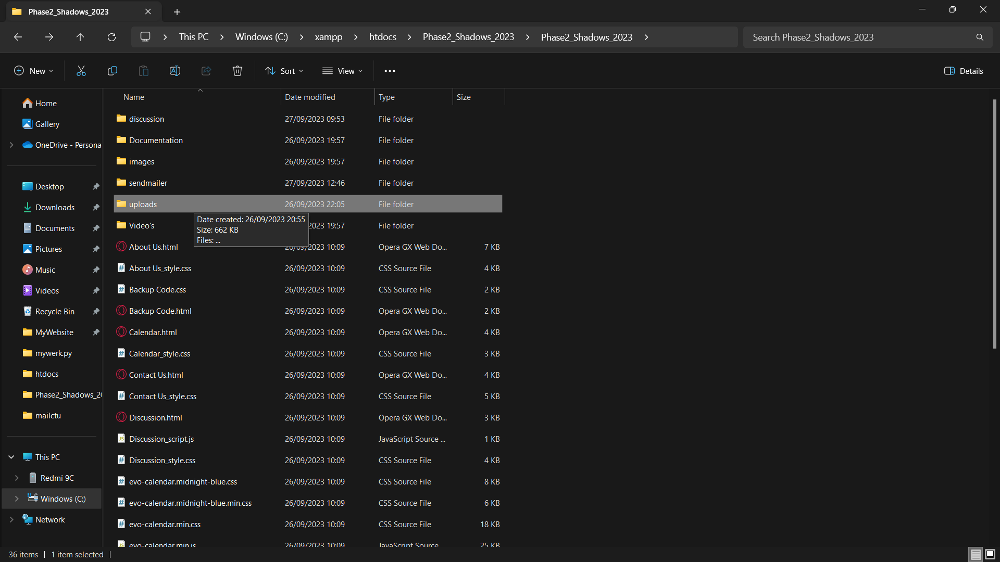 Phase2_Shadows_2023
This PC Windows (C:) xampp htdocs Phase2_Shadows_2023 Phase2_Shadows_2023 Search Phase2_Shadows_2023
New Sort View Details
Home
Gallery
OneDrive - Persona
Desktop
Downloads
Documents
Pictures
Music
Videos
Recycle Bin
MyWebsite
mywerk.py
htdocs
Phase2_Shadows_2
mailctu
This PC
Redmi 9C
Windows (C:)
Network
Name Date modified Type Size
discussion 27/09/2023 09:53 File folder
Documentation 26/09/2023 19:57 File folder
images 26/09/2023 19:57 File folder
sendmailer 27/09/2023 12:46 File folder
uploads 26/09/2023 22:05 File folder
Date created: 26/09/2023 20:55
Size: 662 KB
Files: ...
Video's 2023 19:57 File folder
About Us.html 26/09/2023 10:09 Opera GX Web Do... 7 KB
About Us_style.css 26/09/2023 10:09 CSS Source File 4 KB
Backup Code.css 26/09/2023 10:09 CSS Source File 2 KB
Backup Code.html 26/09/2023 10:09 Opera GX Web Do... 2 KB
Calendar.html 26/09/2023 10:09 Opera GX Web Do... 4 KB
Calendar_style.css 26/09/2023 10:09 CSS Source File 3 KB
Contact Us.html 26/09/2023 10:09 Opera GX Web Do... 4 KB
Contact Us_style.css 26/09/2023 10:09 CSS Source File 5 KB
Discussion.html 26/09/2023 10:09 Opera GX Web Do... 3 KB
Discussion_script.js 26/09/2023 10:09 JavaScript Source ... 1 KB
Discussion_style.css 26/09/2023 10:09 CSS Source File 4 KB
evo-calendar.midnight-blue.css 26/09/2023 10:09 CSS Source File 8 KB
evo-calendar.midnight-blue.min.css 26/09/2023 10:09 CSS Source File 6 KB
evo-calendar.min.css 26/09/2023 10:09 CSS Source File 18 KB
evo-calendar.min.js 26/09/2023 10:09 JavaScript Source 25 KB
36 items 1 item selected